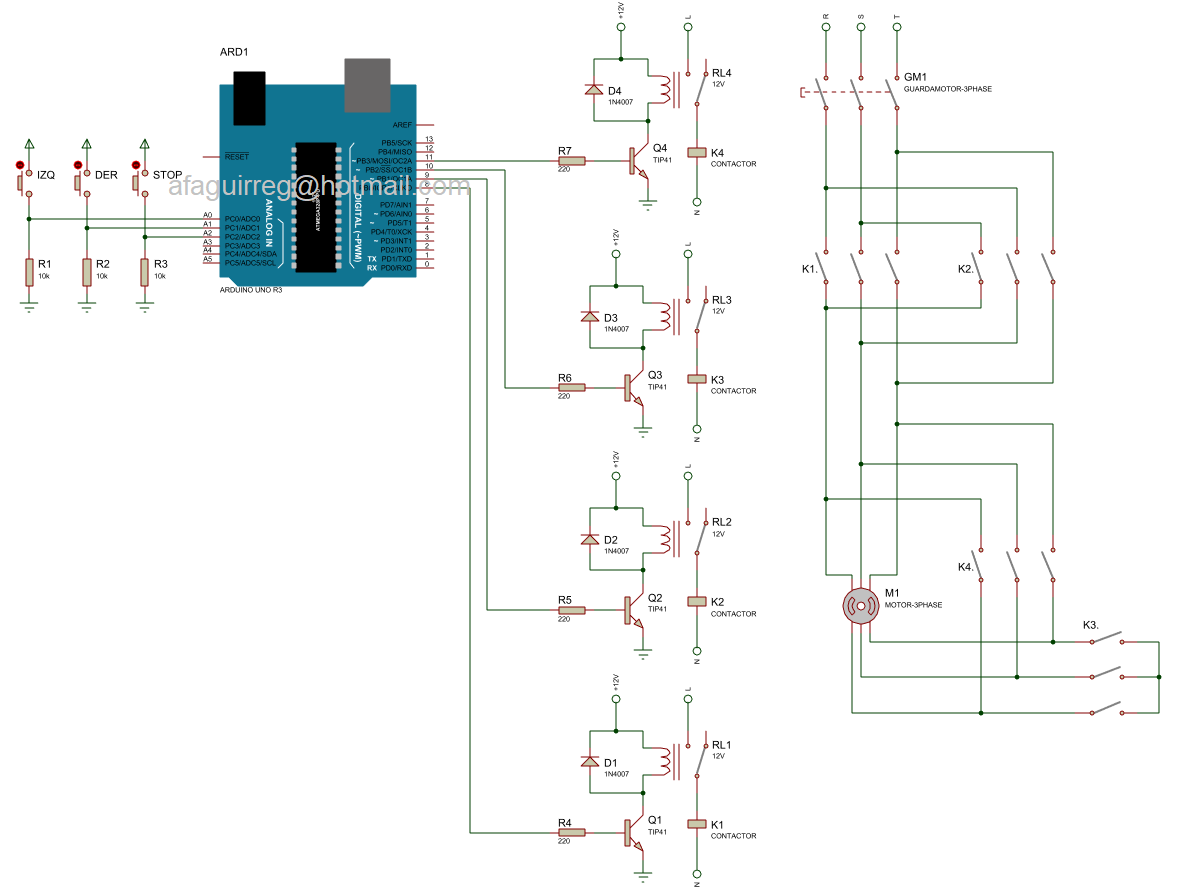 ARD1
RESET
AREF
PB5/SCK 13
PB4/MISO 12
~PB3/MOSI/OC2A 11
~PB2/SS/OC1B 10
9
8
PD7/AIN1 7
~ PD6/AIN0 6
~ PD5/T1 5
PD4/T0/XCK 4
~ PD3/INT1 3
PD2/INT0 2
TX PD1/TXD 1
RX PD0/RXD 0
A0 PC0/ADC0
A1 PC1/ADC1
A2 PC2/ADC2
A3 PC3/ADC3
A4 PC4/ADC4/SDA
A5 PC5/ADC5/SCL
ANALOG IN
DIGITAL (~PWM)
ARDUINO UNO R3
afaguirreg@hotmail.com
IZQ
DER
STOP
R1
10k
R2
10k
R3
10k
+12V
L
D4
1N4007
RL4
12V
R7
220
Q4
TIP41
K4
CONTACTOR
N
+12V
L
D3
1N4007
RL3
12V
R6
220
Q3
TIP41
K3
CONTACTOR
N
+12V
L
D2
1N4007
RL2
12V
R5
220
Q2
TIP41
K2
CONTACTOR
N
+12V
L
D1
1N4007
RL1
12V
R4
220
Q1
TIP41
K1
CONTACTOR
N
R
S
T
GM1
GUARDAMOTOR-3PHASE
K1.
K2.
K4.
M1
MOTOR-3PHASE
K3.